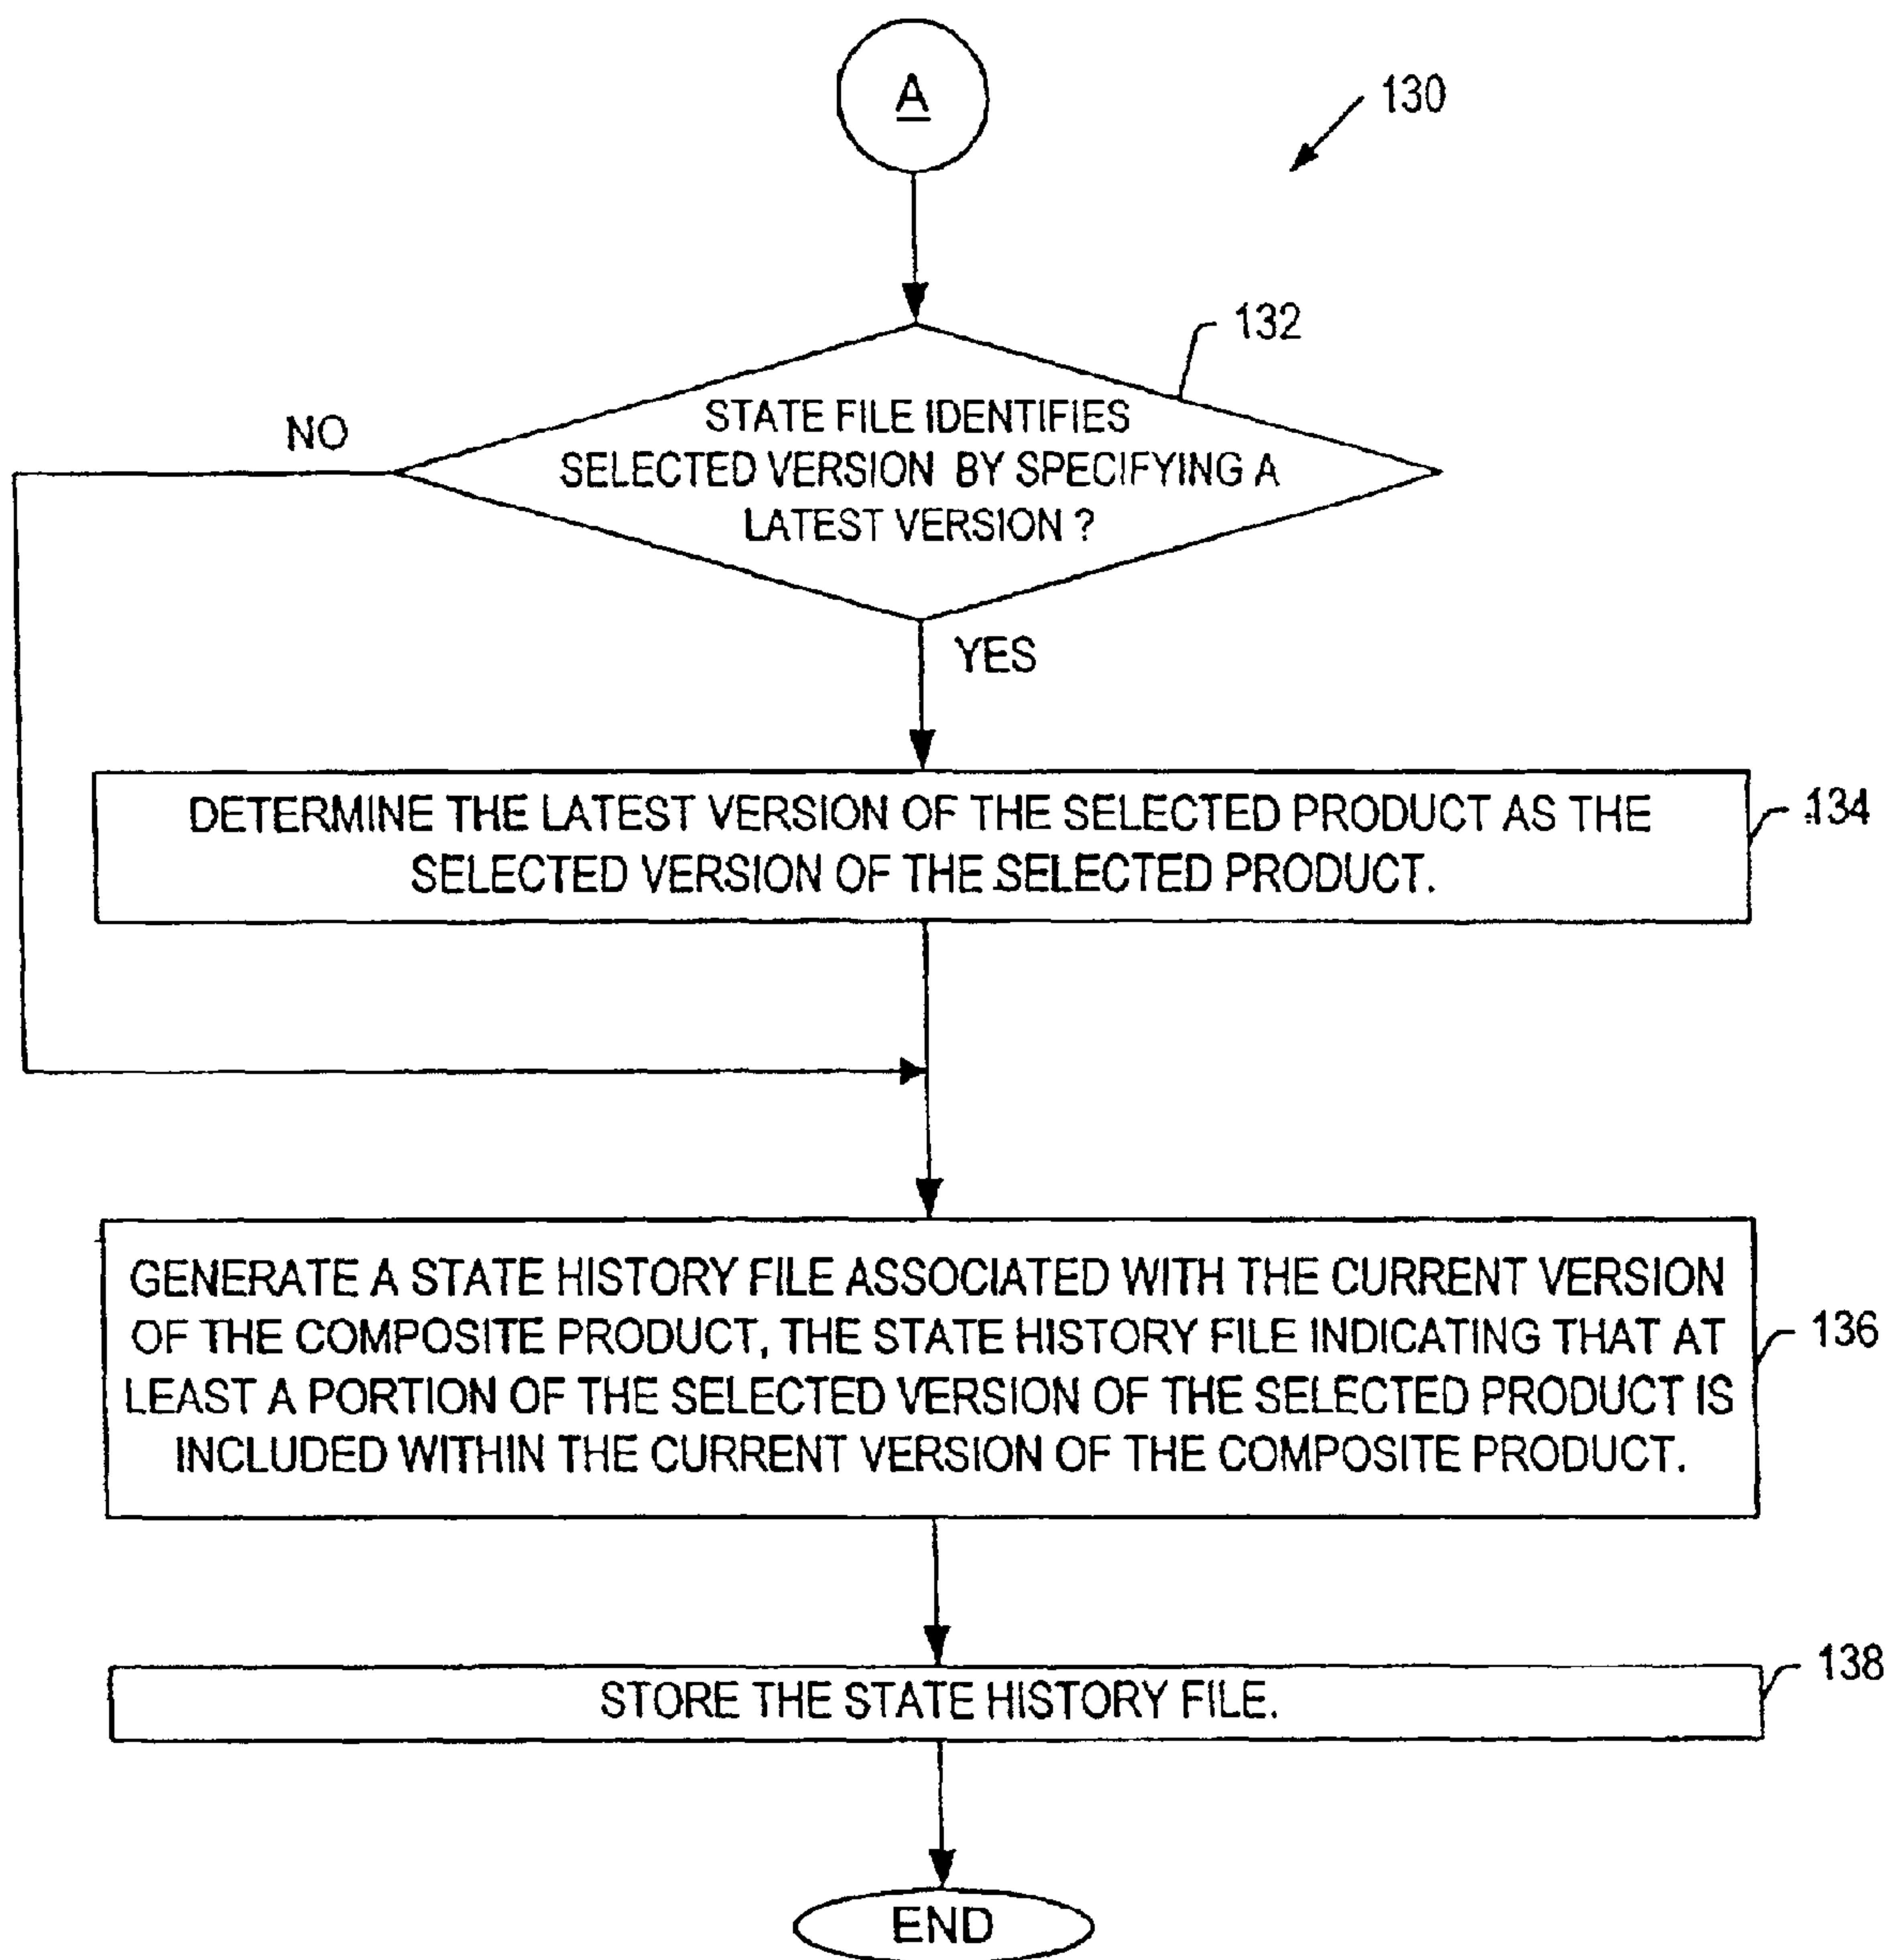 A
130
132
STATE FILE IDENTIFIES
SELECTED VERSION BY SPECIFYING A
LATEST VERSION ?
NO
YES
DETERMINE THE LATEST VERSION OF THE SELECTED PRODUCT AS THE
SELECTED VERSION OF THE SELECTED PRODUCT.
134
GENERATE A STATE HISTORY FILE ASSOCIATED WITH THE CURRENT VERSION
OF THE COMPOSITE PRODUCT, THE STATE HISTORY FILE INDICATING THAT AT
LEAST A PORTION OF THE SELECTED VERSION OF THE SELECTED PRODUCT IS
INCLUDED WITHIN THE CURRENT VERSION OF THE COMPOSITE PRODUCT.
136
STORE THE STATE HISTORY FILE.
138
END